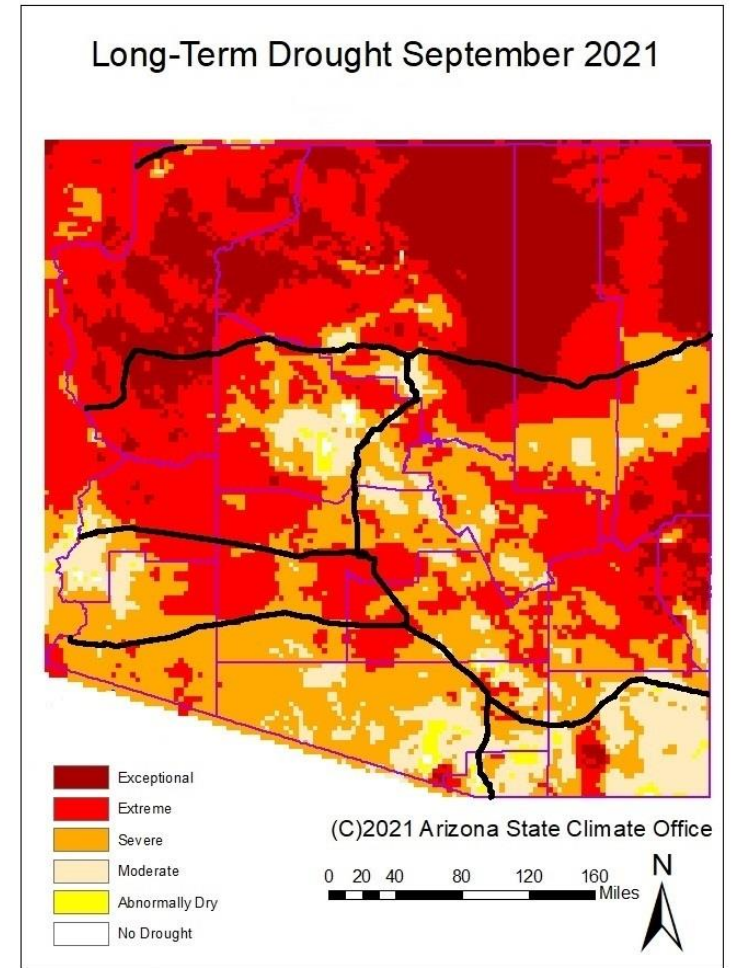 Long-Term Drought September 2021
Exceptional
Extreme
Severe
Moderate
Abnormally Dry
No Drought
(C)2021 Arizona State Climate Office
0 20 40 80 120 160
Miles
N